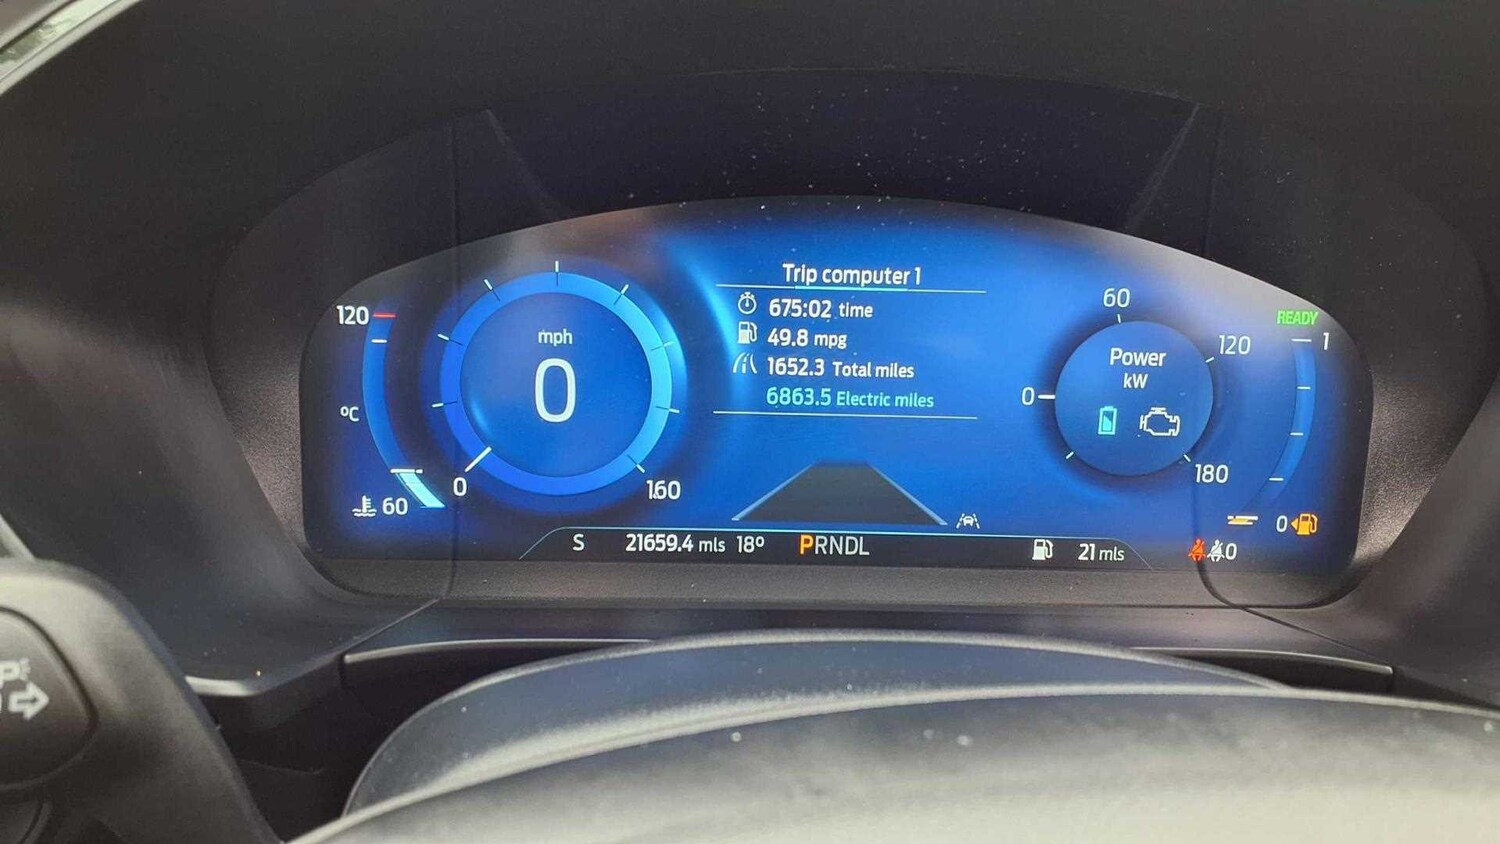 Trip computer 1
675:02 time
49.8 mpg
1652.3 Total miles
6863.5 Electric miles
120
°C
60
mph
0
0
160
60
0
120
180
Power
kW
READY
1
0
S 21659.4 mls 18° PRNDL 21 mls 0